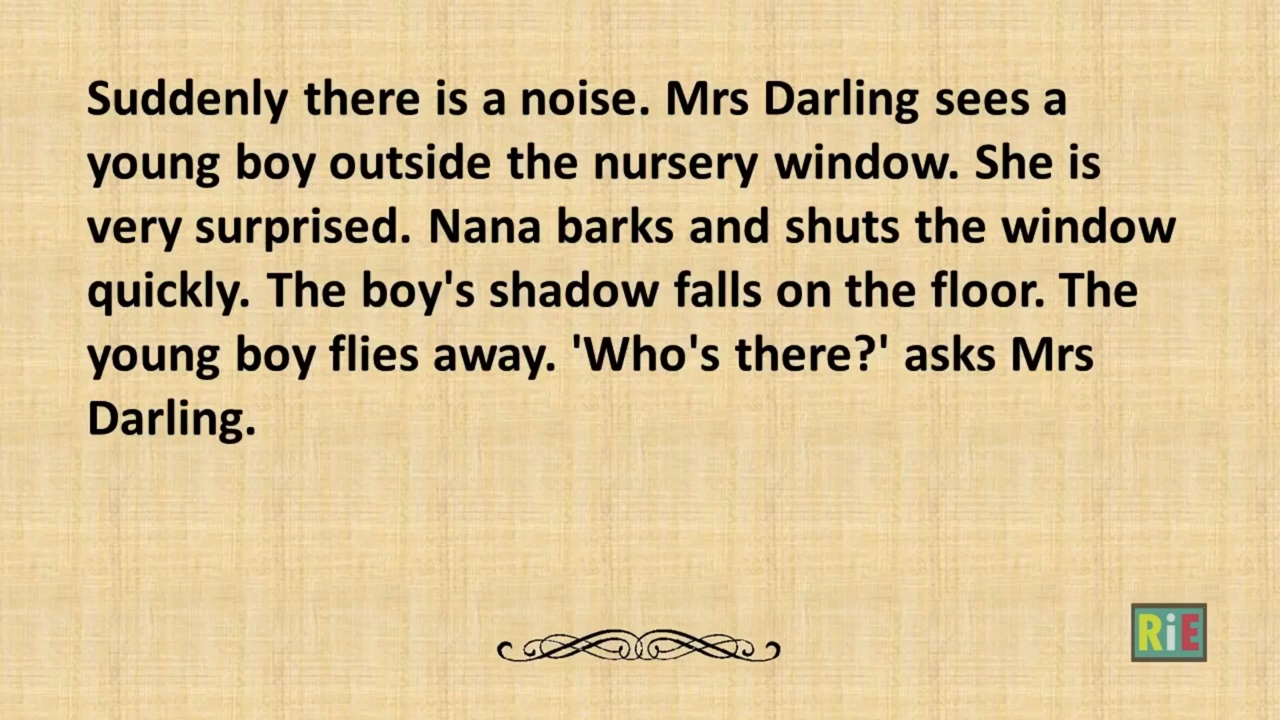 Suddenly there is a noise. Mrs Darling sees a
young boy outside the nursery window. She is
very surprised. Nana barks and shuts the window
quickly. The boy's shadow falls on the floor. The
young boy flies away. 'Who's there?' asks Mrs
Darling.
RiE